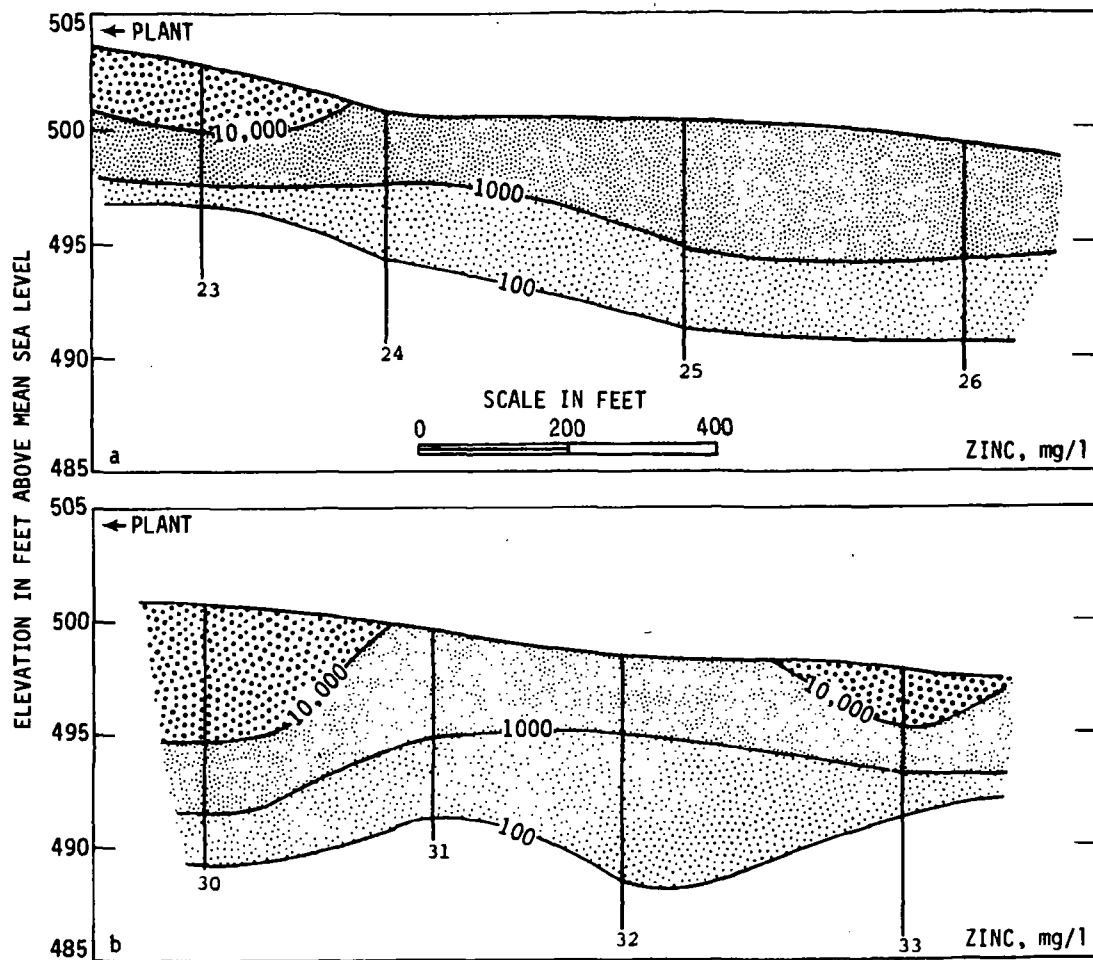 ELEVATION IN FEET ABOVE MEAN SEA LEVEL
505
← PLANT
10,000
500
1000
495
23
100
24
490
25
26
SCALE IN FEET
0 200 400
485
a
ZINC, mg/l
505
← PLANT
500
10,000
10,000
495
1000
490
100
30
31
32
33
485
b
ZINC, mg/l